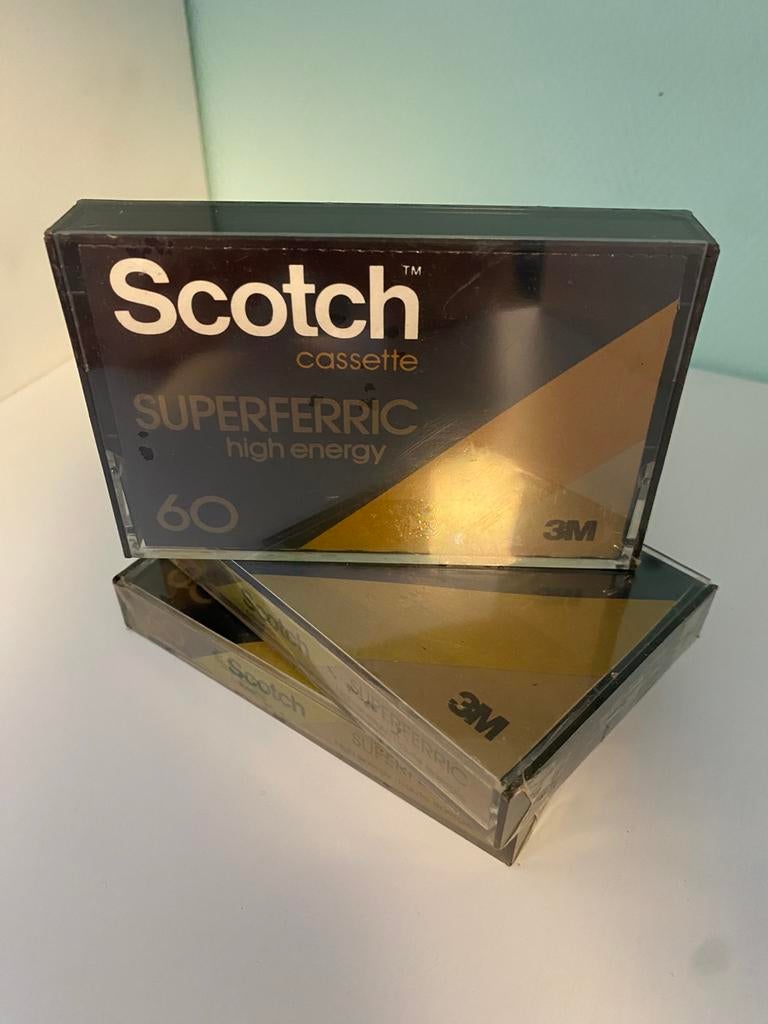 Scotch™
cassette
SUPERFERRIC
high energy
60
3M
Scotch
SUPERFERRIC
3M
Scotch